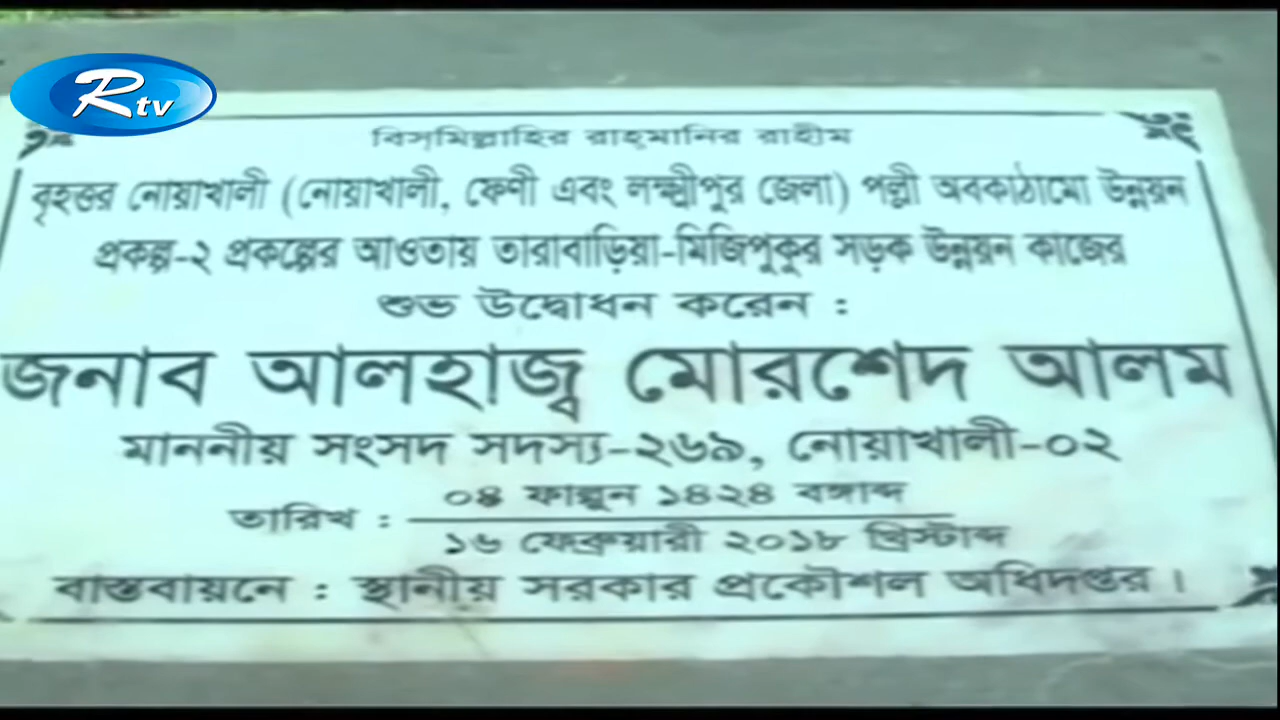 Rtv
বিস্‌মিল্লাহির রাহ্‌মানির রাহীম
বৃহত্তর নোয়াখালী (নোয়াখালী, ফেণী এবং লক্ষ্মীপুর জেলা) পল্লী অবকাঠামো উন্নয়ন
প্রকল্প-২ প্রকল্পের আওতায় তারাবাড়িয়া-মিজিপুকুর সড়ক উন্নয়ন কাজের
শুভ উদ্বোধন করেন :
জনাব আলহাজ্ব মোরশেদ আলম
মাননীয় সংসদ সদস্য-২৬৯, নোয়াখালী-০২
০৪ ফাল্গুন ১৪২৪ বঙ্গাব্দ
তারিখ :
১৬ ফেব্রুয়ারী ২০১৮ খ্রিস্টাব্দ
বাস্তবায়নে : স্থানীয় সরকার প্রকৌশল অধিদপ্তর।